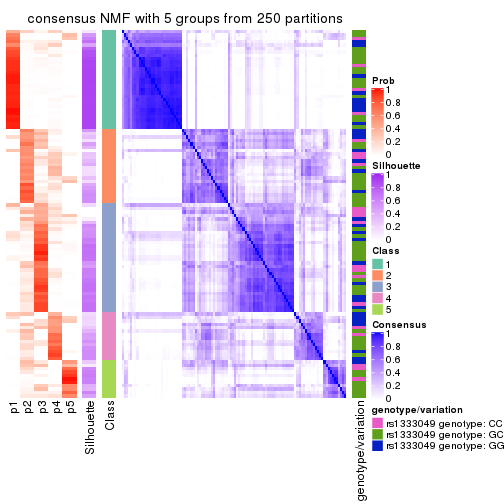 consensus NMF with 5 groups from 250 partitions
p1
p2
p3
p4
p5
Silhouette
Class
genotype/variation
Prob
1
0.8
0.6
0.4
0.2
0
Silhouette
1
0.8
0.6
0.4
0.2
0
Class
1
2
3
4
5
Consensus
1
0.8
0.6
0.4
0.2
0
genotype/variation
rs1333049 genotype: CC
rs1333049 genotype: GC
rs1333049 genotype: GG